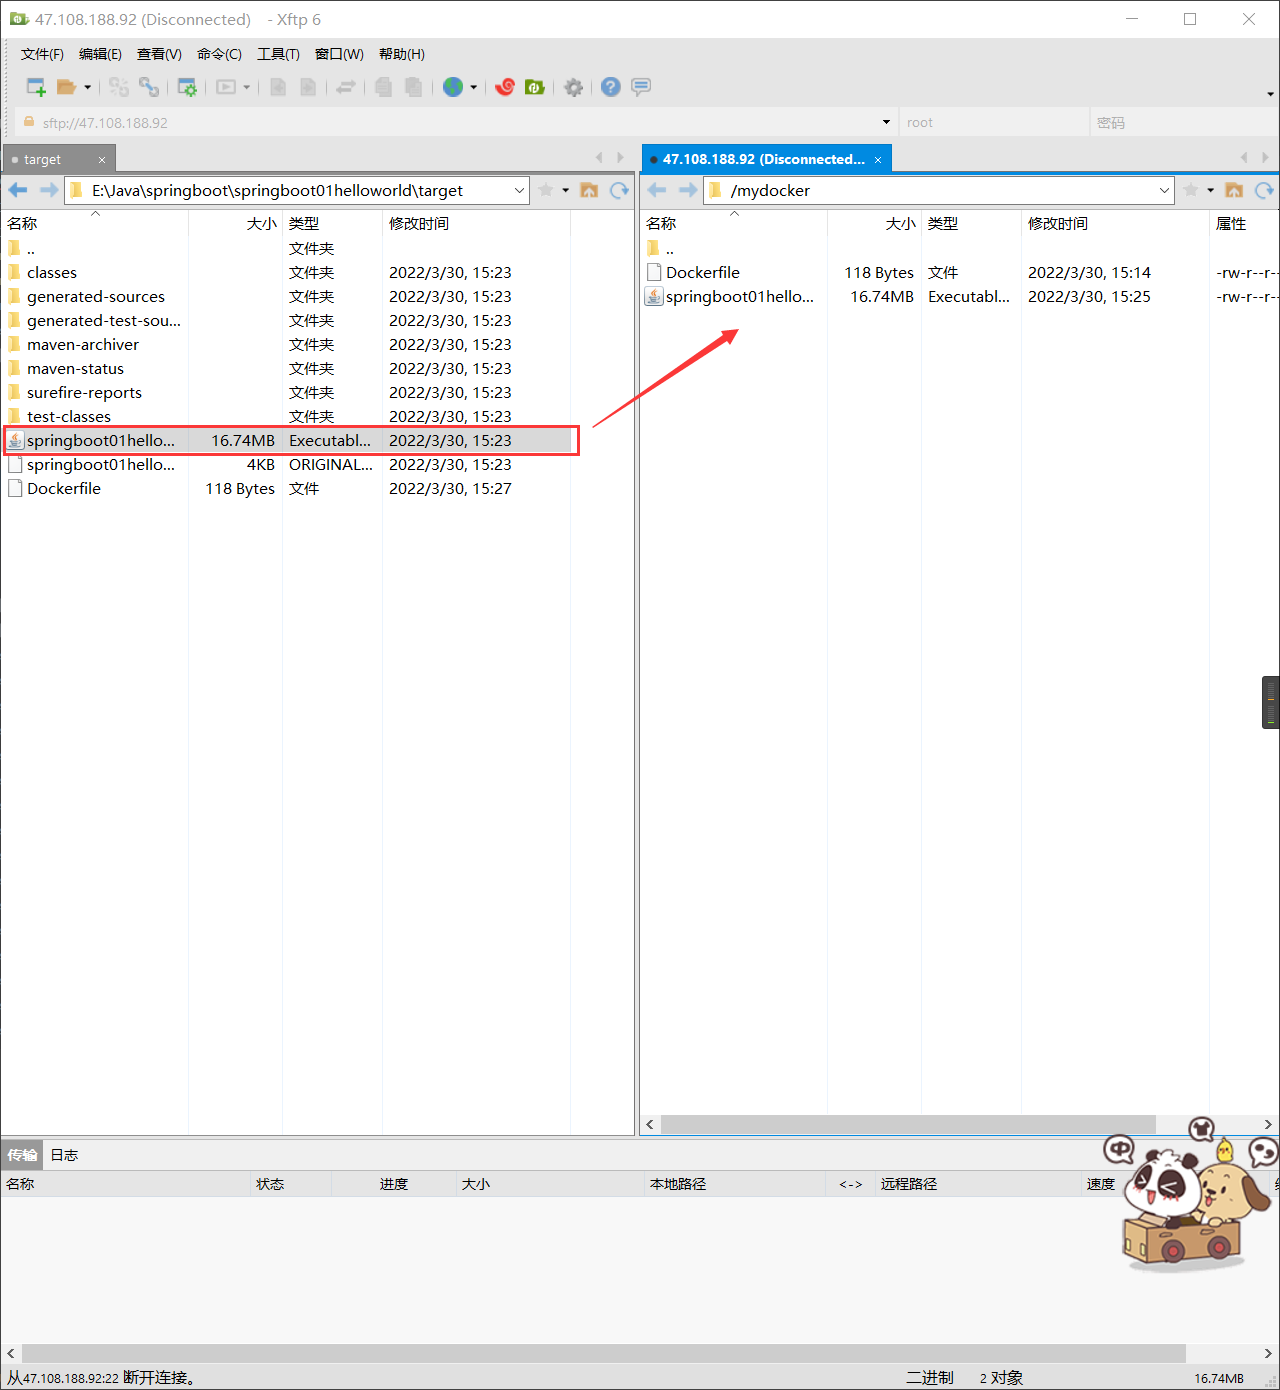 47.108.188.92 (Disconnected) - Xftp 6
文件(F) 编辑(E) 查看(V) 命令(C) 工具(T) 窗口(W) 帮助(H)
sftp://47.108.188.92 root 密码
target 47.108.188.92 (Disconnected...
E:\Java\springboot\springboot01helloworld\target /mydocker
名称 大小 类型 修改时间
.. 文件夹
classes 文件夹 2022/3/30, 15:23
generated-sources 文件夹 2022/3/30, 15:23
generated-test-sou... 文件夹 2022/3/30, 15:23
maven-archiver 文件夹 2022/3/30, 15:23
maven-status 文件夹 2022/3/30, 15:23
surefire-reports 文件夹 2022/3/30, 15:23
test-classes 文件夹 2022/3/30, 15:23
springboot01hello... 16.74MB Executabl... 2022/3/30, 15:23
springboot01hello... 4KB ORIGINAL... 2022/3/30, 15:23
Dockerfile 118 Bytes 文件 2022/3/30, 15:27
名称 大小 类型 修改时间 属性
..
Dockerfile 118 Bytes 文件 2022/3/30, 15:14 -rw-r--r--
springboot01hello... 16.74MB Executabl... 2022/3/30, 15:25 -rw-r--r--
传输 日志
名称 状态 进度 大小 本地路径 <-> 远程路径 速度
中
从47.108.188.92:22 断开连接。 二进制 2 对象 16.74MB